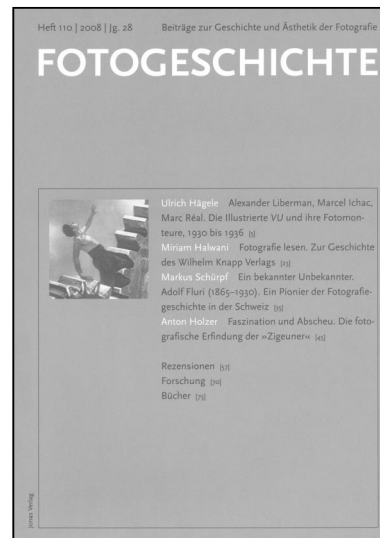 Heft 110 | 2008 | Jg. 28 Beiträge zur Geschichte und Ästhetik der Fotografie
FOTOGESCHICHTE
Ulrich Hägele Alexander Liberman, Marcel Ichac,
Marc Réal. Die Illustrierte VU und ihre Fotomon-
teure, 1930 bis 1936 [3]
Miriam Halwani Fotografie lesen. Zur Geschichte
des Wilhelm Knapp Verlags [23]
Markus Schürpf Ein bekannter Unbekannter.
Adolf Fluri (1865–1930). Ein Pionier der Fotografie-
geschichte in der Schweiz [35]
Anton Holzer Faszination und Abscheu. Die foto-
grafische Erfindung der »Zigeuner« [45]
Rezensionen [57]
Forschung [70]
Bücher [75]
Jonas Verlag